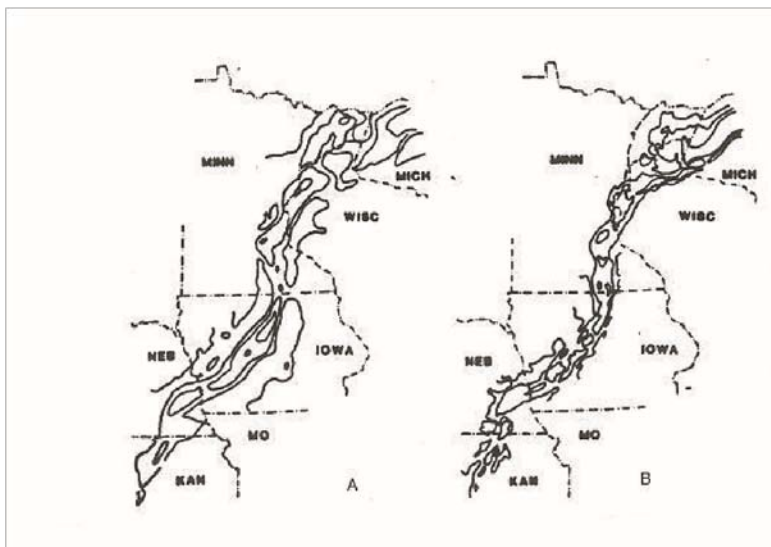 MINN
MICH
WISC
NEB
IOWA
MO
KAN
A
MINN
MICH
WISC
NEB
IOWA
MO
KAN
B